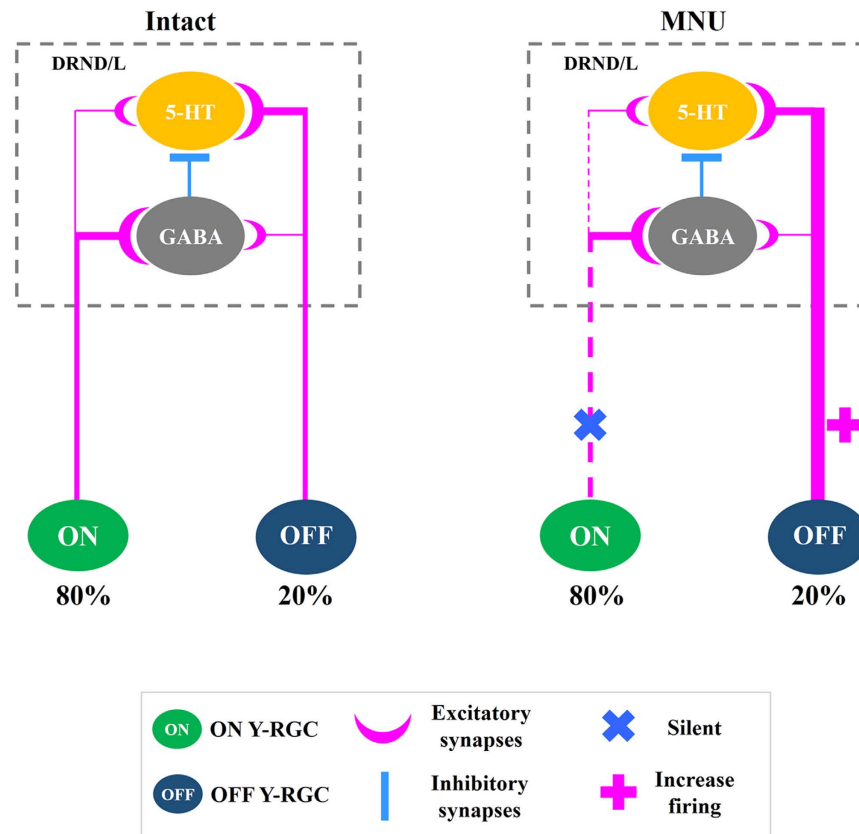 Intact
MNU
DRND/L
DRND/L
5-HT
5-HT
GABA
GABA
ON
OFF
ON
OFF
80%
20%
80%
20%
ON
ON Y-RGC
Excitatory
synapses
Silent
OFF
OFF Y-RGC
Inhibitory
synapses
Increase
firing